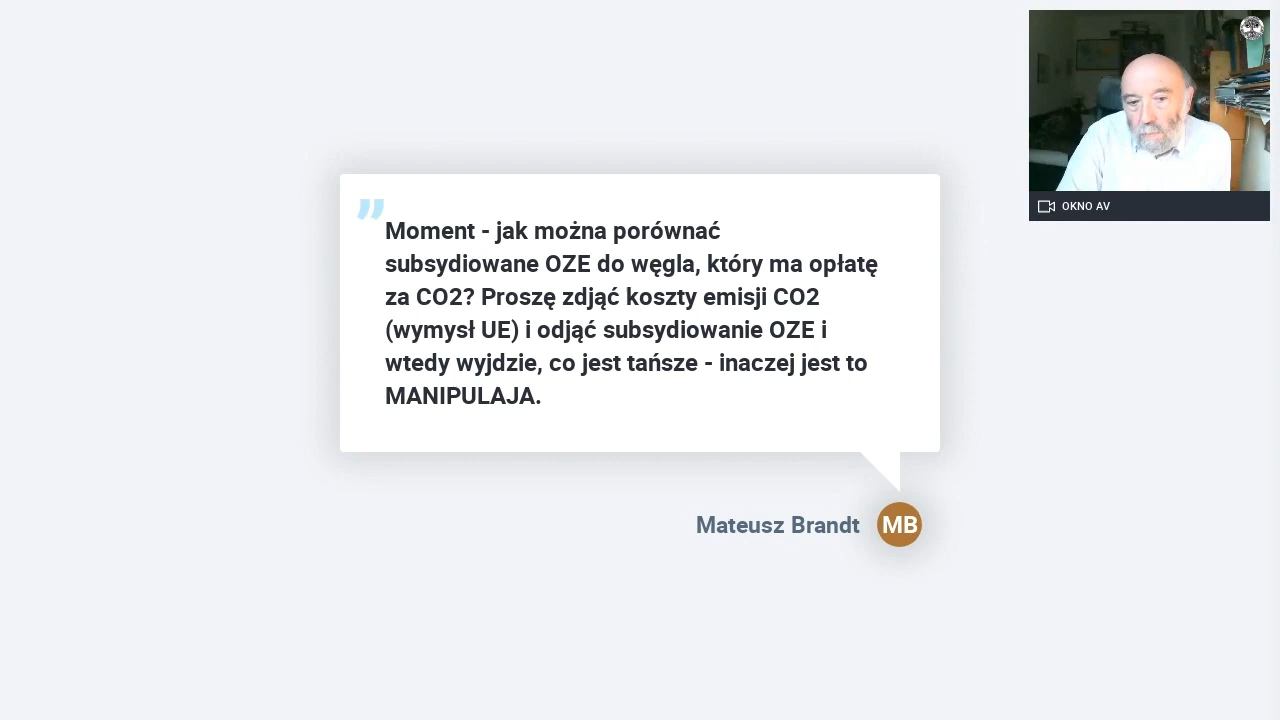 OKNO AV
”
Moment - jak można porównać
subsydiowane OZE do węgla, który ma opłatę
za CO2? Proszę zdjąć koszty emisji CO2
(wymysł UE) i odjąć subsydiowanie OZE i
wtedy wyjdzie, co jest tańsze - inaczej jest to
MANIPULAJA.
Mateusz Brandt
MB